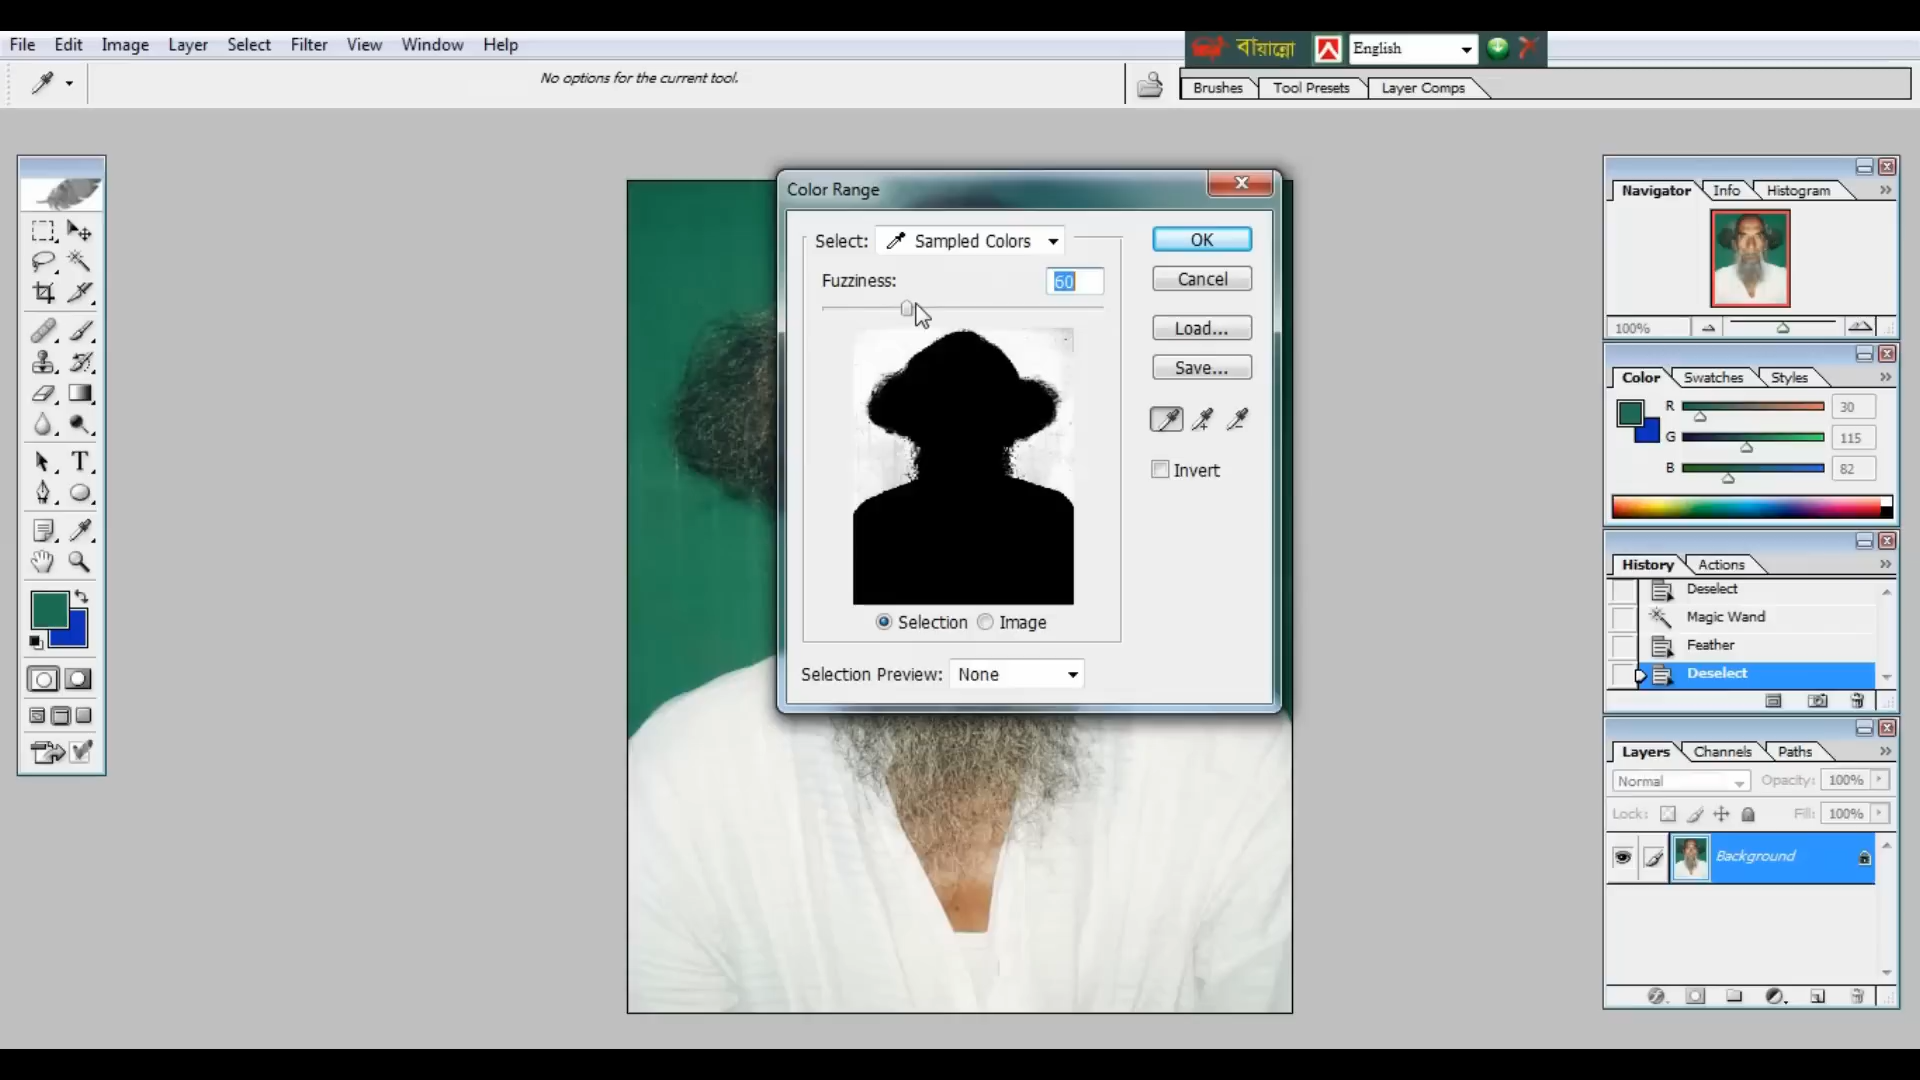 File Edit Image Layer Select Filter View Window Help
বায়ান্নো English
No options for the current tool.
Brushes Tool Presets Layer Comps
Color Range
Select: Sampled Colors
OK
Fuzziness: 60
Cancel
Load...
Save...
Invert
Selection Image
Selection Preview: None
Navigator Info Histogram
100%
Color Swatches Styles
R 30
G 115
B 82
History Actions
Deselect
Magic Wand
Feather
Deselect
Layers Channels Paths
Normal Opacity: 100%
Lock: Fill: 100%
Background
T